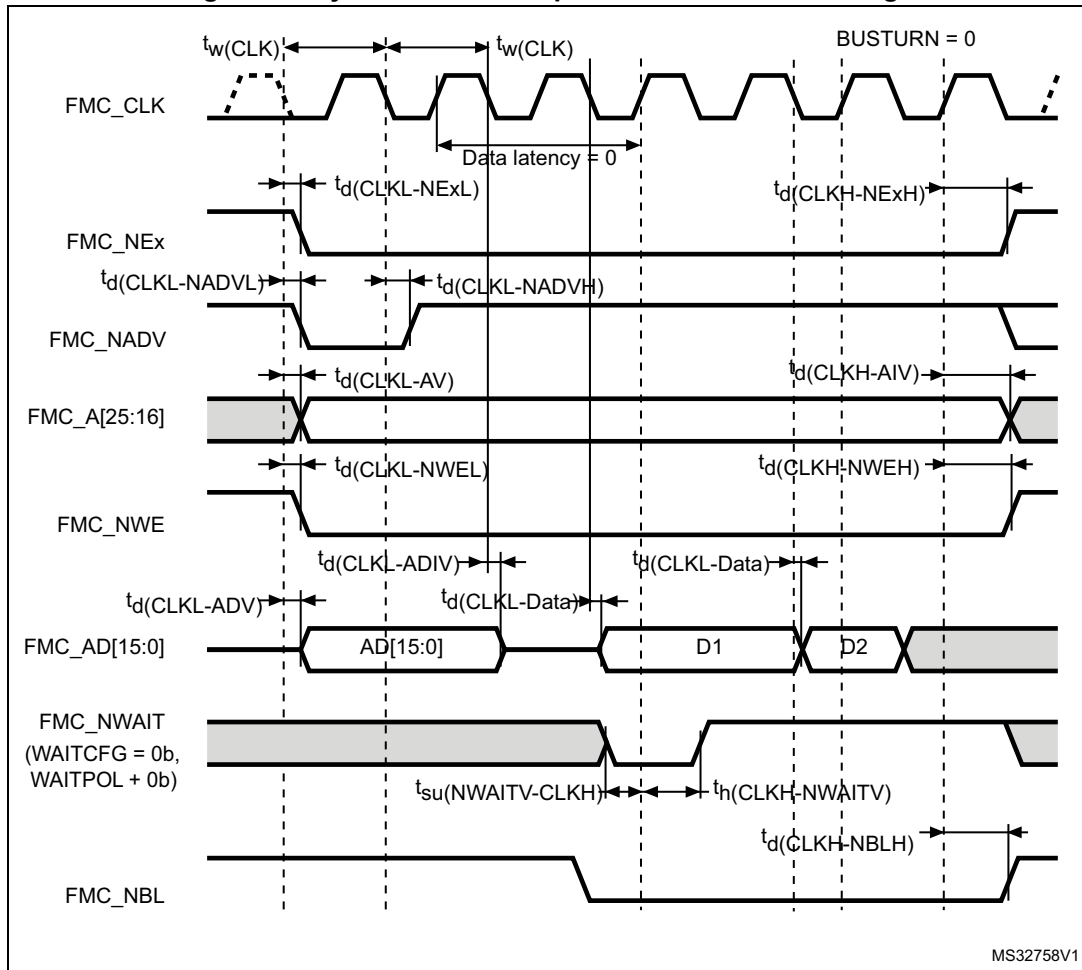 tw(CLK) tw(CLK) BUSTURN = 0
FMC_CLK
Data latency = 0
td(CLKL-NExL) td(CLKH-NExH)
FMC_NEx
td(CLKL-NADVL) td(CLKL-NADVH)
FMC_NADV
td(CLKL-AV) td(CLKH-AIV)
FMC_A[25:16]
td(CLKL-NWEL) td(CLKH-NWEH)
FMC_NWE
td(CLKL-ADIV) td(CLKL-Data)
td(CLKL-ADV) td(CLKL-Data)
FMC_AD[15:0] AD[15:0] D1 D2
FMC_NWAIT
(WAITCFG = 0b,
WAITPOL + 0b)
tsu(NWAITV-CLKH) th(CLKH-NWAITV)
td(CLKH-NBLH)
FMC_NBL
MS32758V1